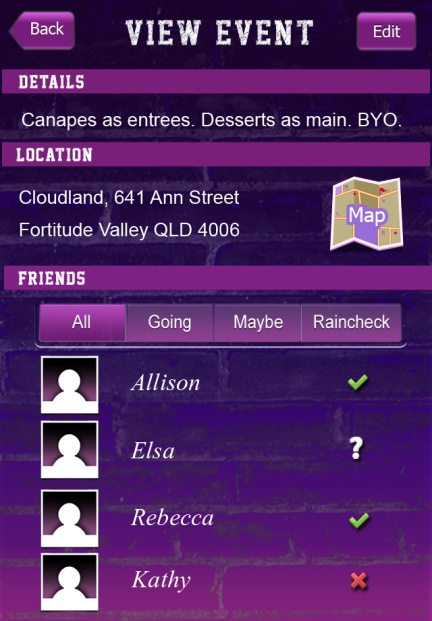 Back
VIEW EVENT
Edit
DETAILS
Canapes as entrees. Desserts as main. BYO.
LOCATION
Cloudland, 641 Ann Street
Fortitude Valley QLD 4006
Map
FRIENDS
All Going Maybe Raincheck
Allison
Elsa ?
Rebecca
Kathy